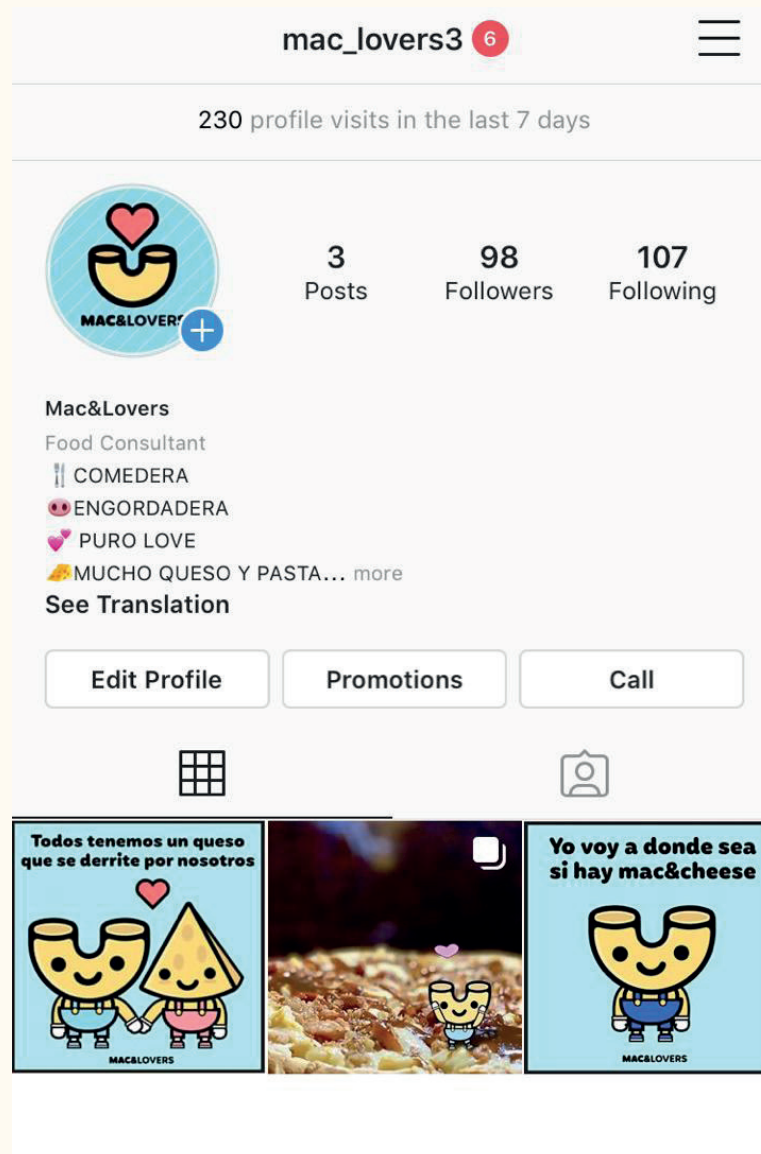 mac_lovers3 6
230 profile visits in the last 7 days
MAC&LOVERS
3
Posts
98
Followers
107
Following
Mac&Lovers
Food Consultant
COMEDERA
ENGORDADERA
PURO LOVE
MUCHO QUESO Y PASTA... more
See Translation
Edit Profile
Promotions
Call
Todos tenemos un queso
que se derrite por nosotros
MAC&LOVERS
Yo voy a donde sea
si hay mac&cheese
MAC&LOVERS